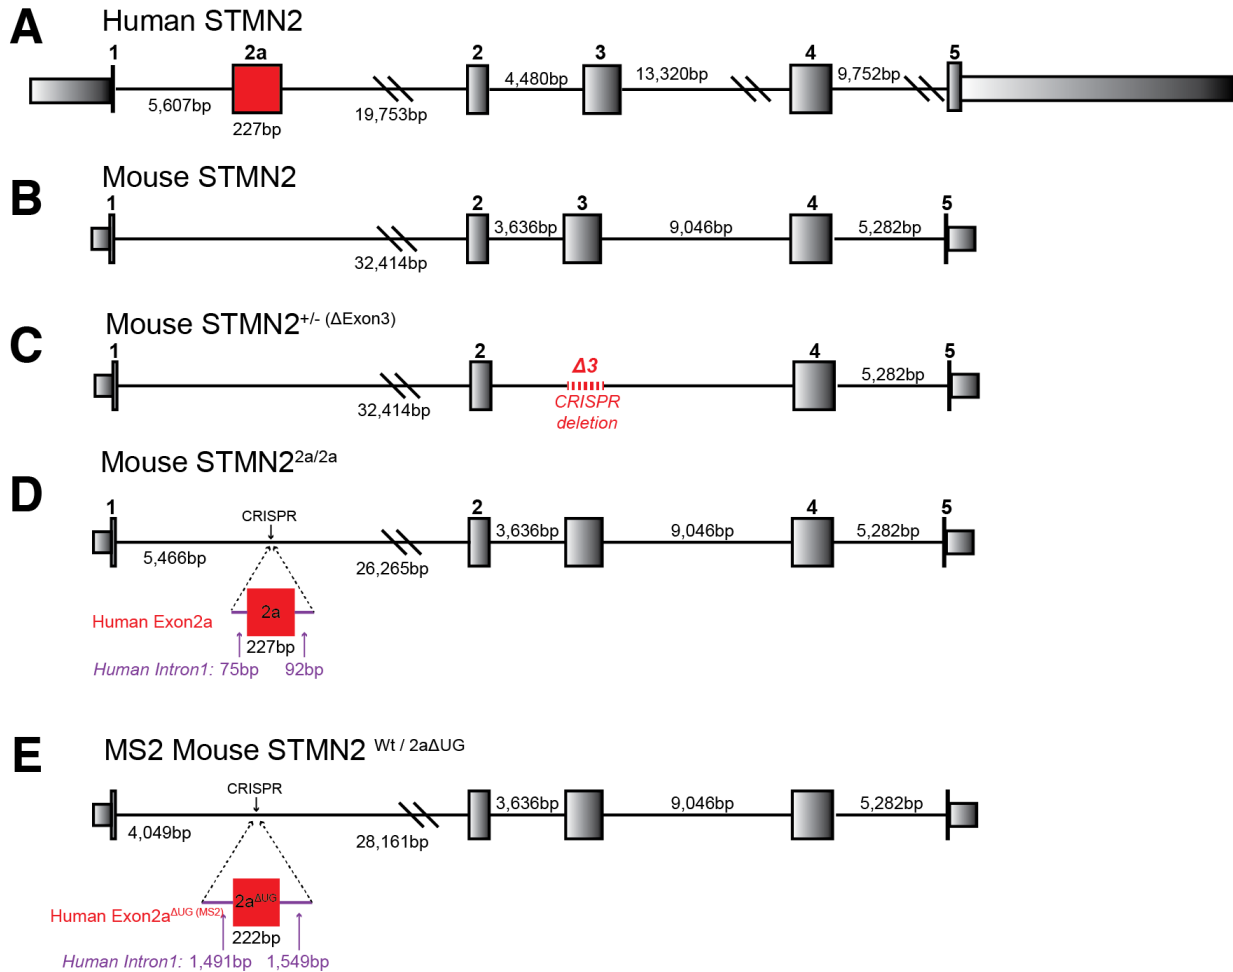 A
Human STMN2
1 2a 2 3 4 5
4,480bp 13,320bp 9,752bp
5,607bp 19,753bp
227bp
B
Mouse STMN2
1 2 3 4 5
3,636bp 9,046bp 5,282bp
32,414bp
C
Mouse STMN2+/- (ΔExon3)
1 2 Δ3 4 5
5,282bp
32,414bp CRISPR
deletion
D
Mouse STMN2 2a/2a
1 2 4 5
CRISPR
3,636bp 9,046bp 5,282bp
5,466bp 26,265bp
2a
Human Exon2a
227bp
Human Intron1: 75bp 92bp
E
MS2 Mouse STMN2 Wt / 2aΔUG
CRISPR
3,636bp 9,046bp 5,282bp
4,049bp 28,161bp
2aΔUG
Human Exon2aΔUG (MS2)
222bp
Human Intron1: 1,491bp 1,549bp